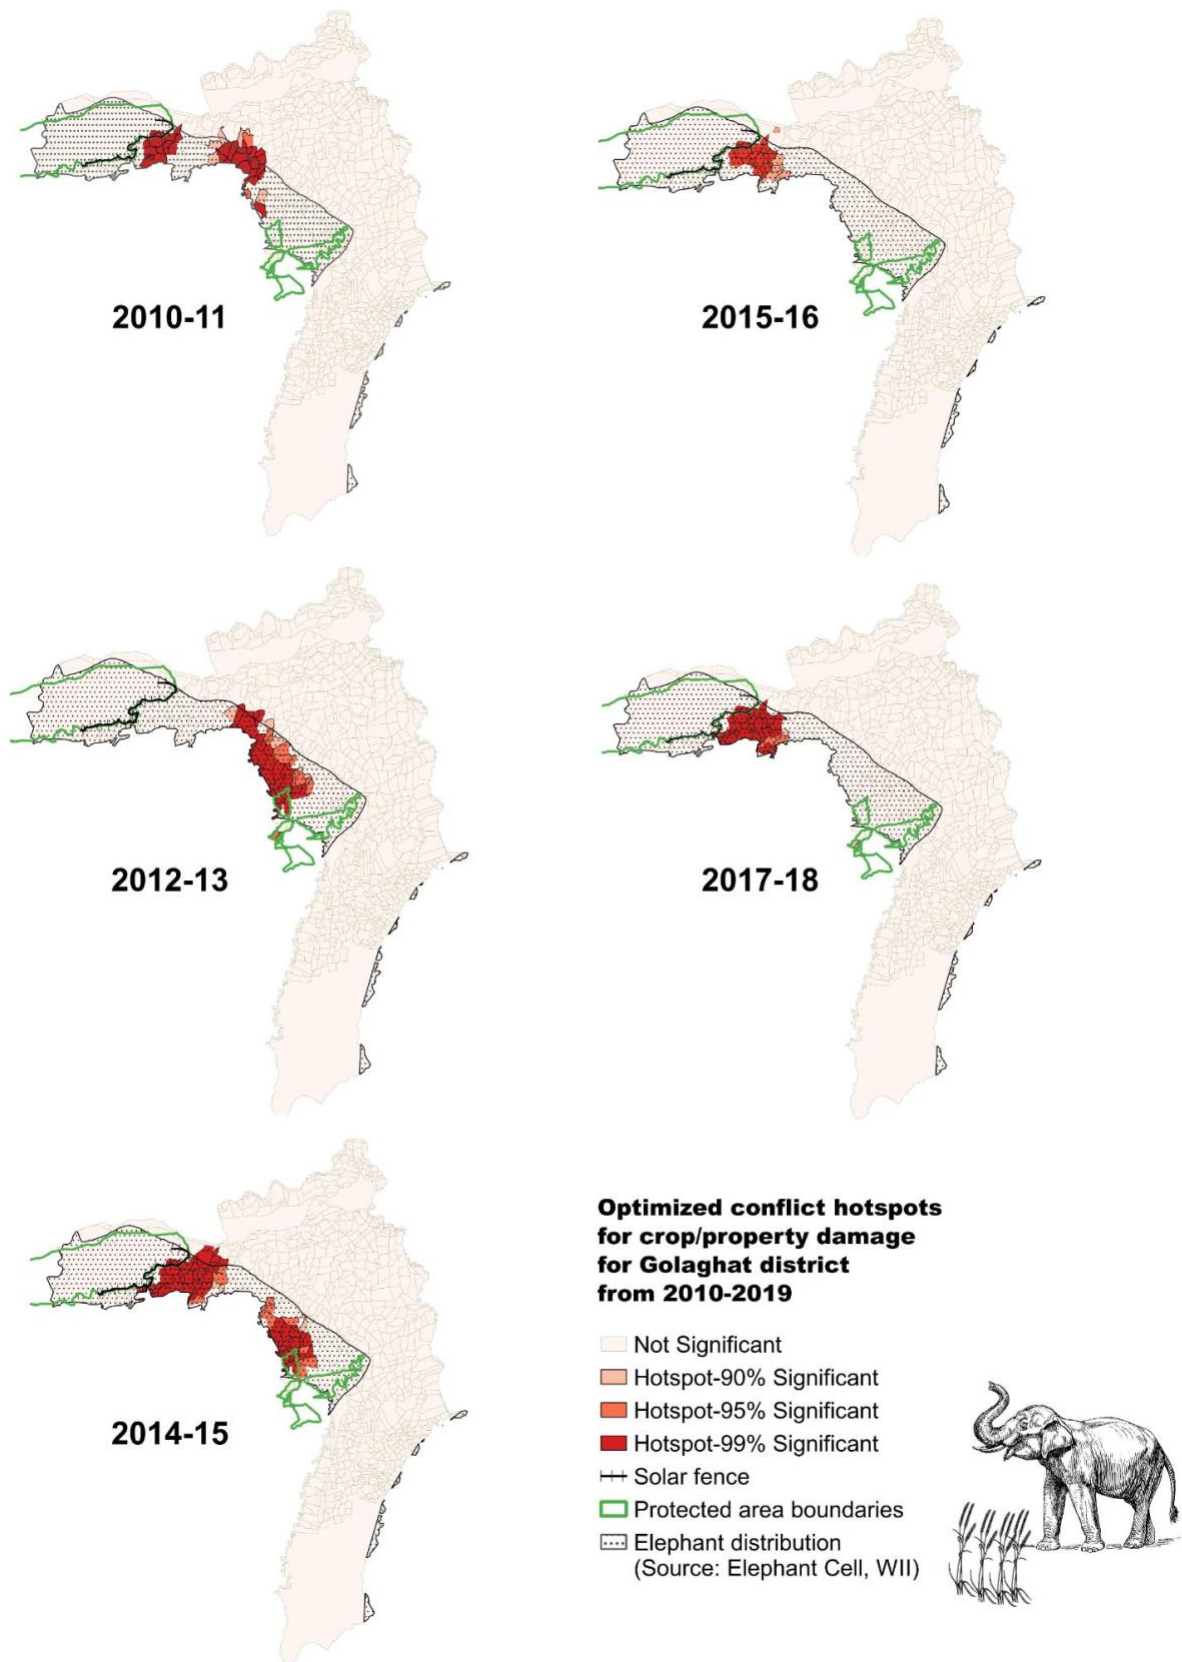 2010-11
2015-16
2012-13
2017-18
2014-15
Optimized conflict hotspots
for crop/property damage
for Golaghat district
from 2010-2019
Not Significant
Hotspot-90% Significant
Hotspot-95% Significant
Hotspot-99% Significant
Solar fence
Protected area boundaries
Elephant distribution
(Source: Elephant Cell, WII)